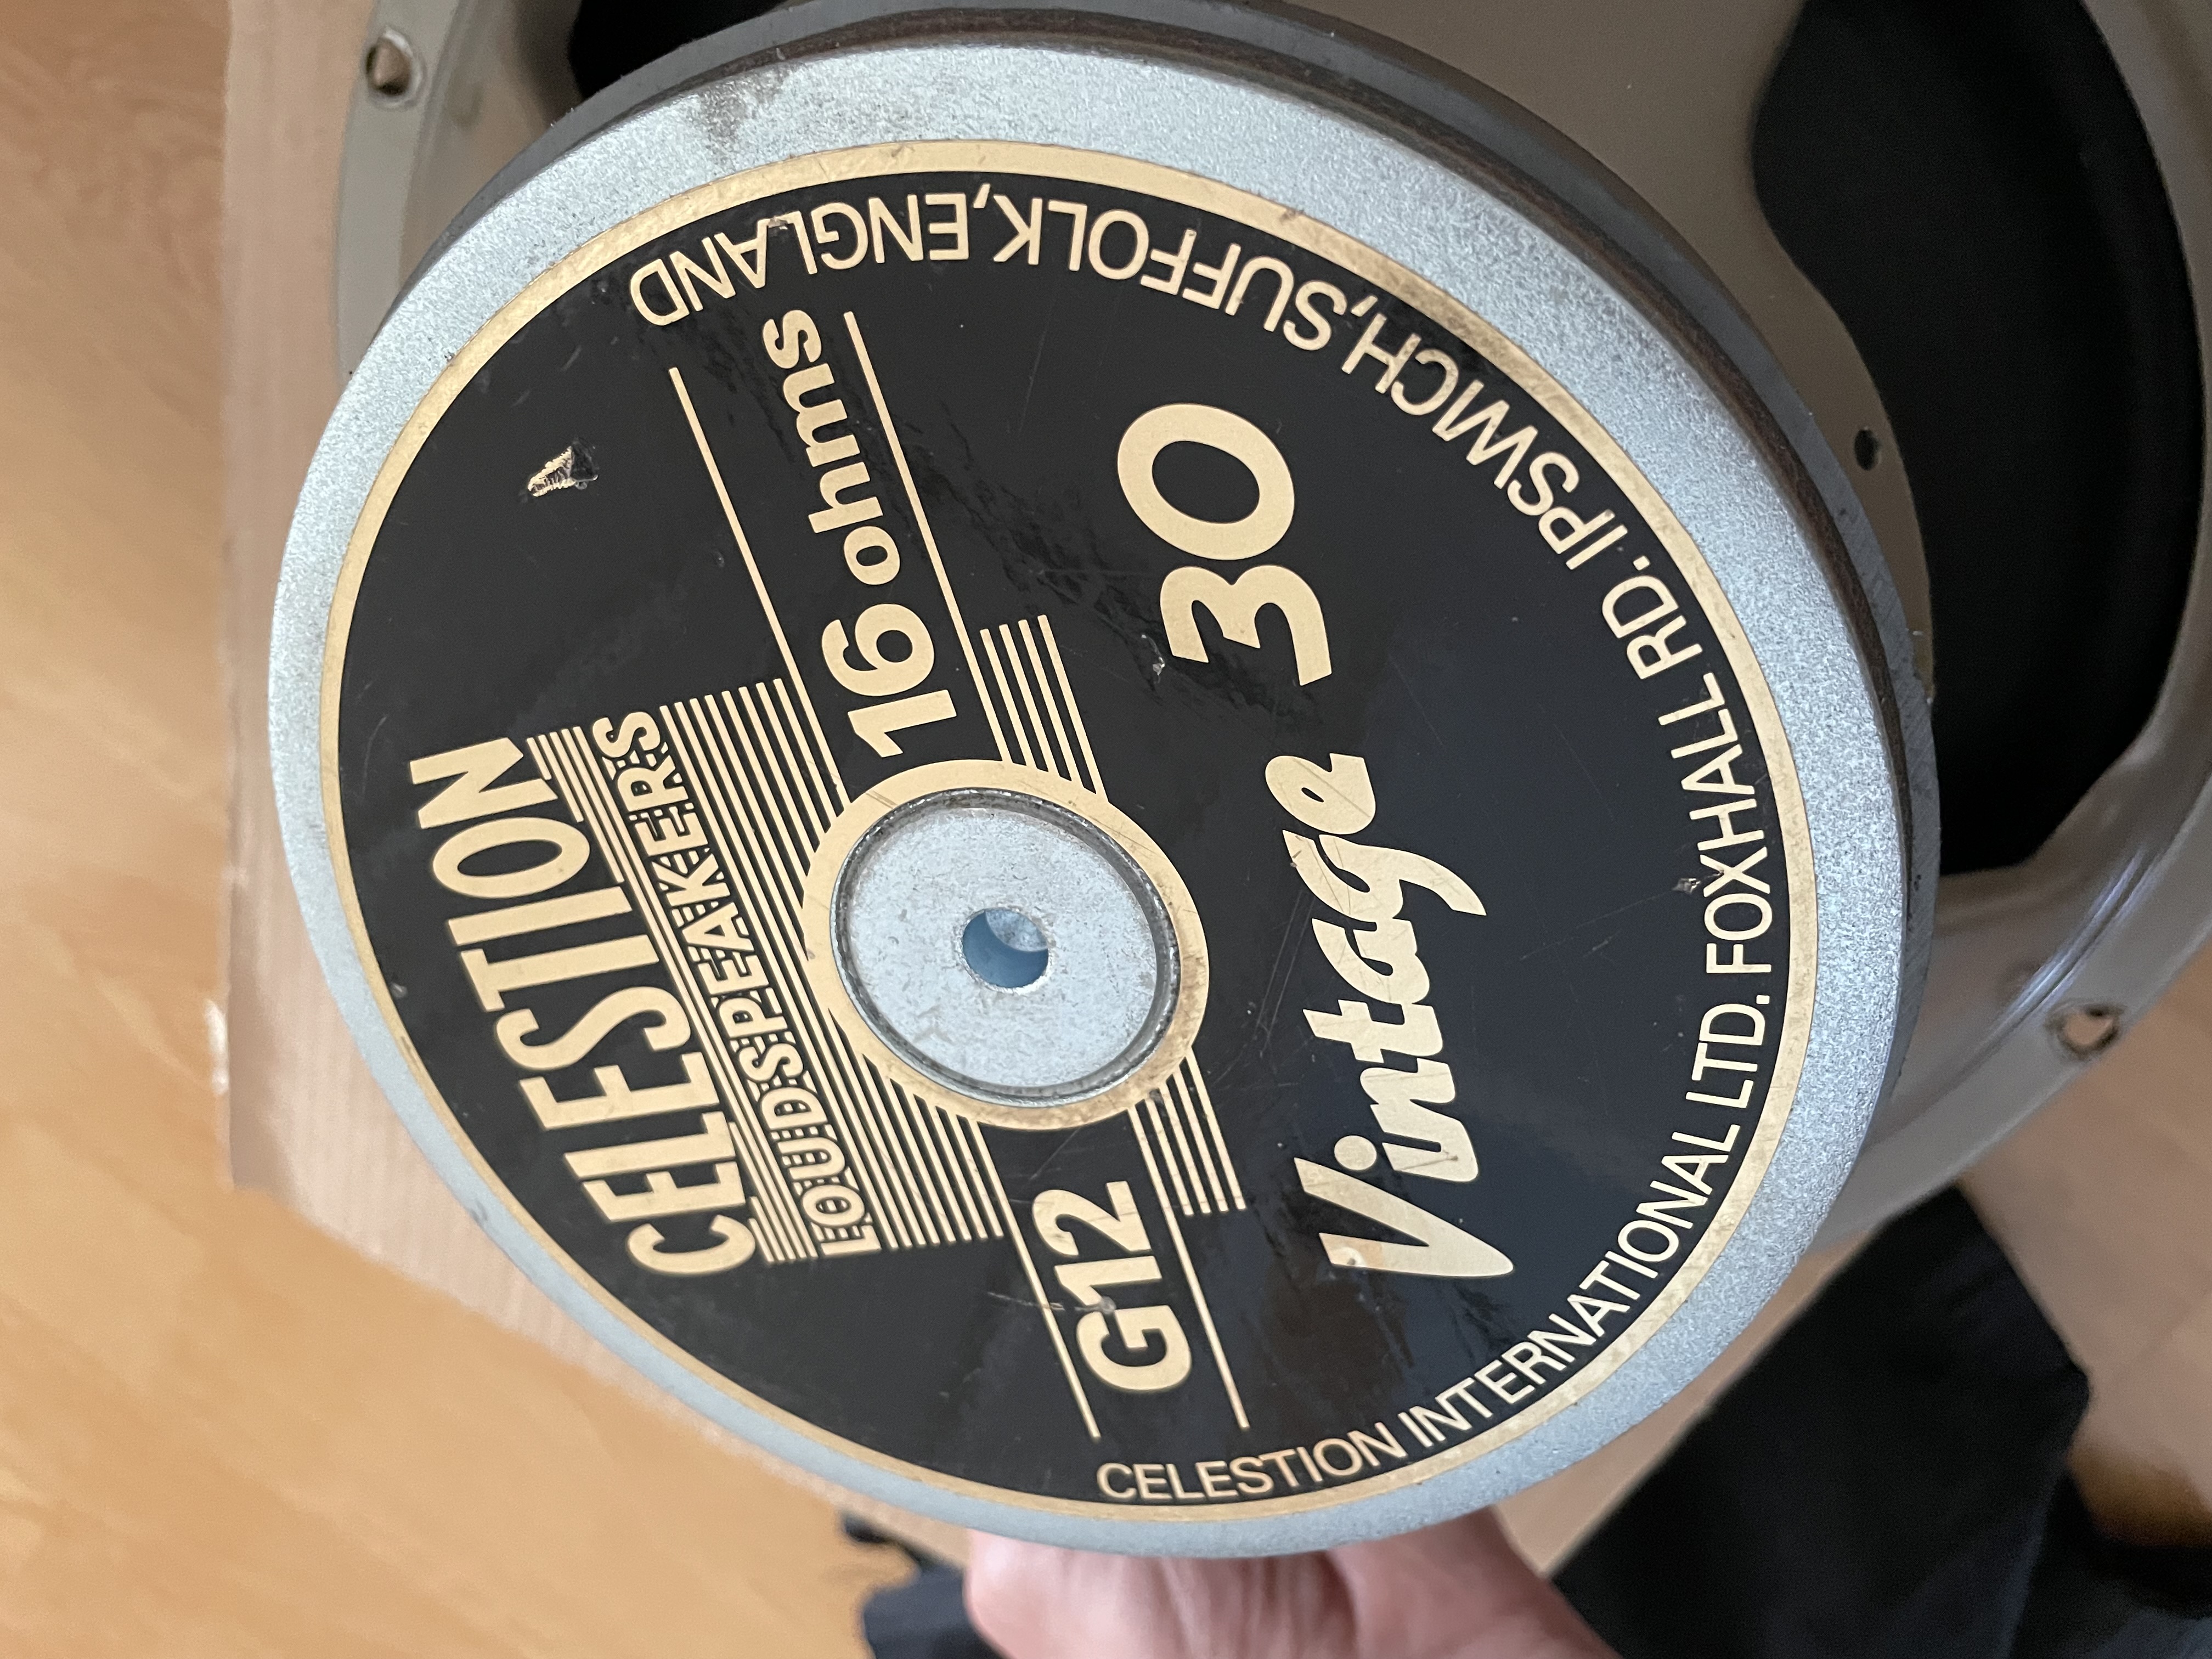 CELESTION
LOUDSPEAKERS
G12
16 ohms
Vintage 30
CELESTION INTERNATIONAL LTD. FOXHALL RD. IPSWICH, SUFFOLK, ENGLAND